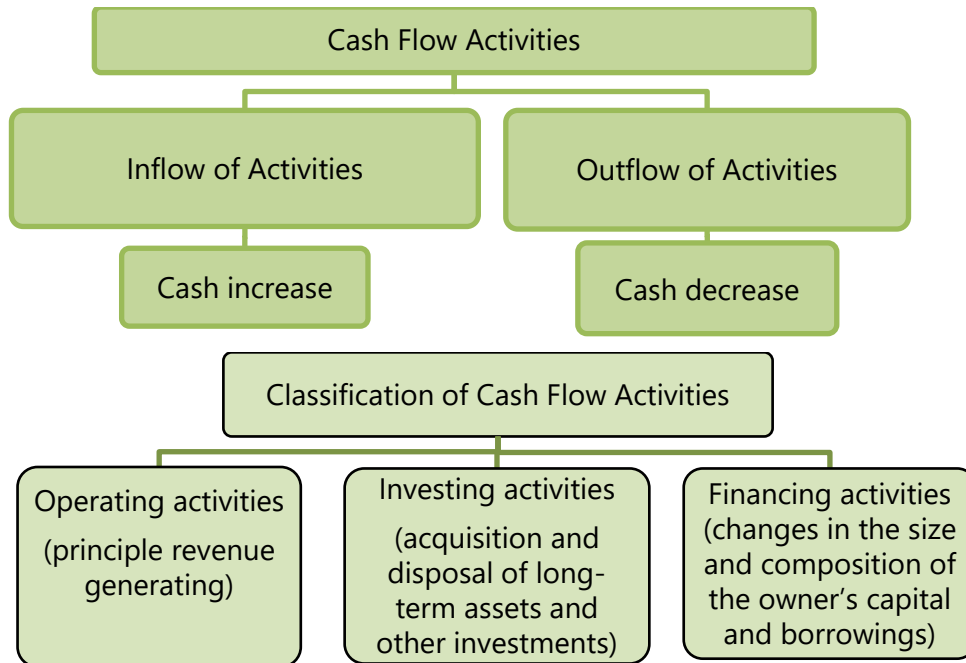 Cash Flow Activities
Inflow of Activities
Outflow of Activities
Cash increase
Cash decrease
Classification of Cash Flow Activities
Operating activities
(principle revenue
generating)
Investing activities
(acquisition and
disposal of long-
term assets and
other investments)
Financing activities
(changes in the size
and composition of
the owner’s capital
and borrowings)